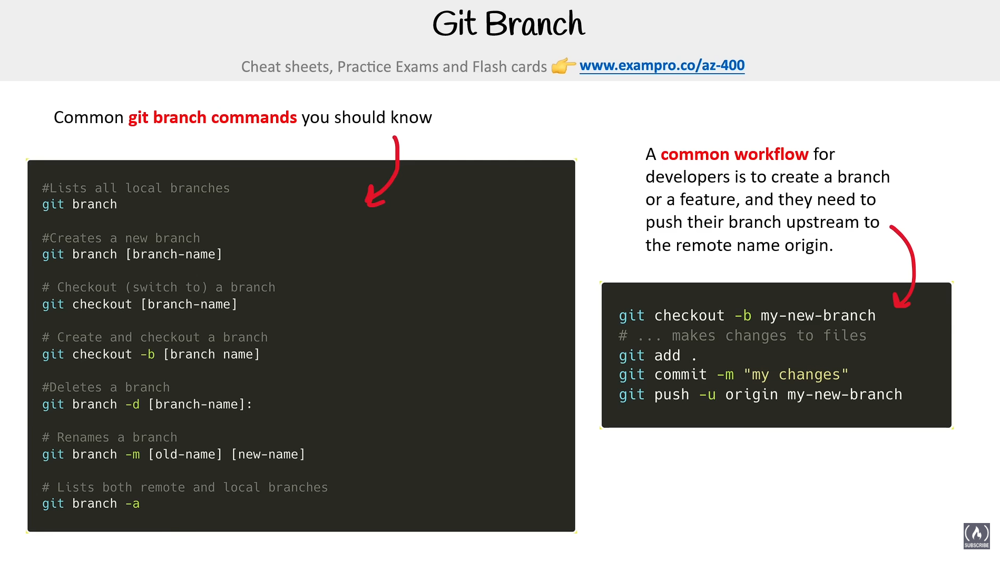 Git Branch
Cheat sheets, Practice Exams and Flash cards 👉 www.exampro.co/az-400
Common git branch commands you should know
#Lists all local branches
git branch
#Creates a new branch
git branch [branch-name]
# Checkout (switch to) a branch
git checkout [branch-name]
# Create and checkout a branch
git checkout -b [branch name]
#Deletes a branch
git branch -d [branch-name]:
# Renames a branch
git branch -m [old-name] [new-name]
# Lists both remote and local branches
git branch -a
A common workflow for
developers is to create a branch
or a feature, and they need to
push their branch upstream to
the remote name origin.
git checkout -b my-new-branch
# ... makes changes to files
git add .
git commit -m "my changes"
git push -u origin my-new-branch
SUBSCRIBE